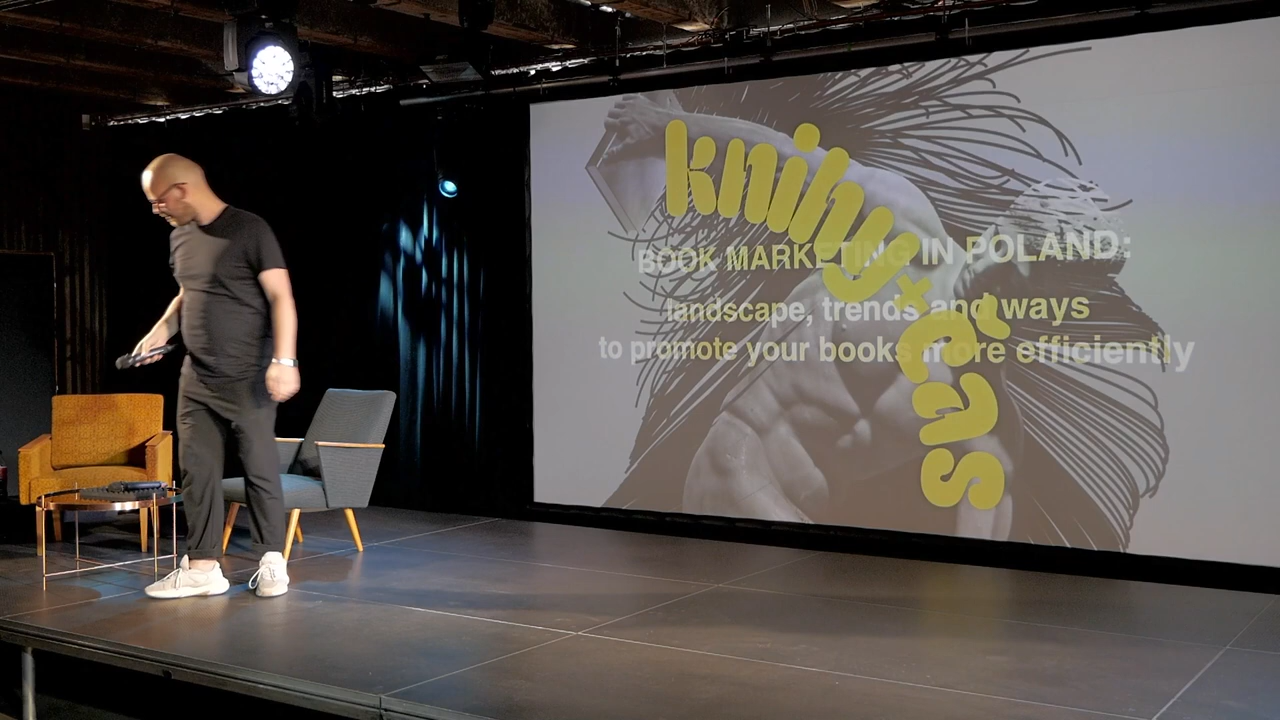 knihy+čas
BOOK MARKETING IN POLAND:
landscape, trends and ways
to promote your books more efficiently